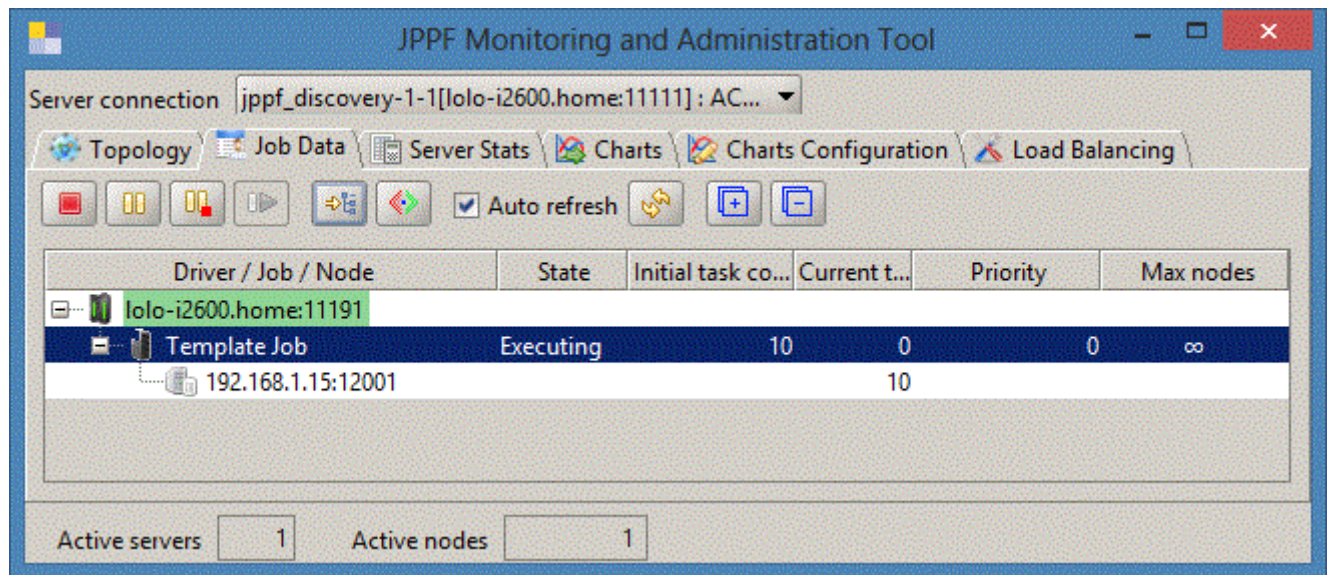 JPPF Monitoring and Administration Tool
Server connection jppf_discovery-1-1[lolo-i2600.home:11111] : AC...
Topology Job Data Server Stats Charts Charts Configuration Load Balancing
Auto refresh
Driver / Job / Node State Initial task co... Current t... Priority Max nodes
lolo-i2600.home:11191
Template Job Executing 10 0 0 ∞
192.168.1.15:12001 10
Active servers 1 Active nodes 1